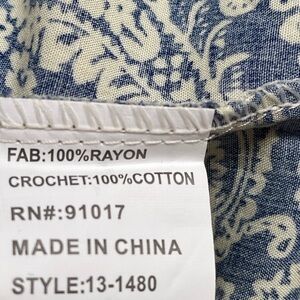 FAB:100%RAYON
CROCHET:100%COTTON
RN#:91017
MADE IN CHINA
STYLE:13-1480